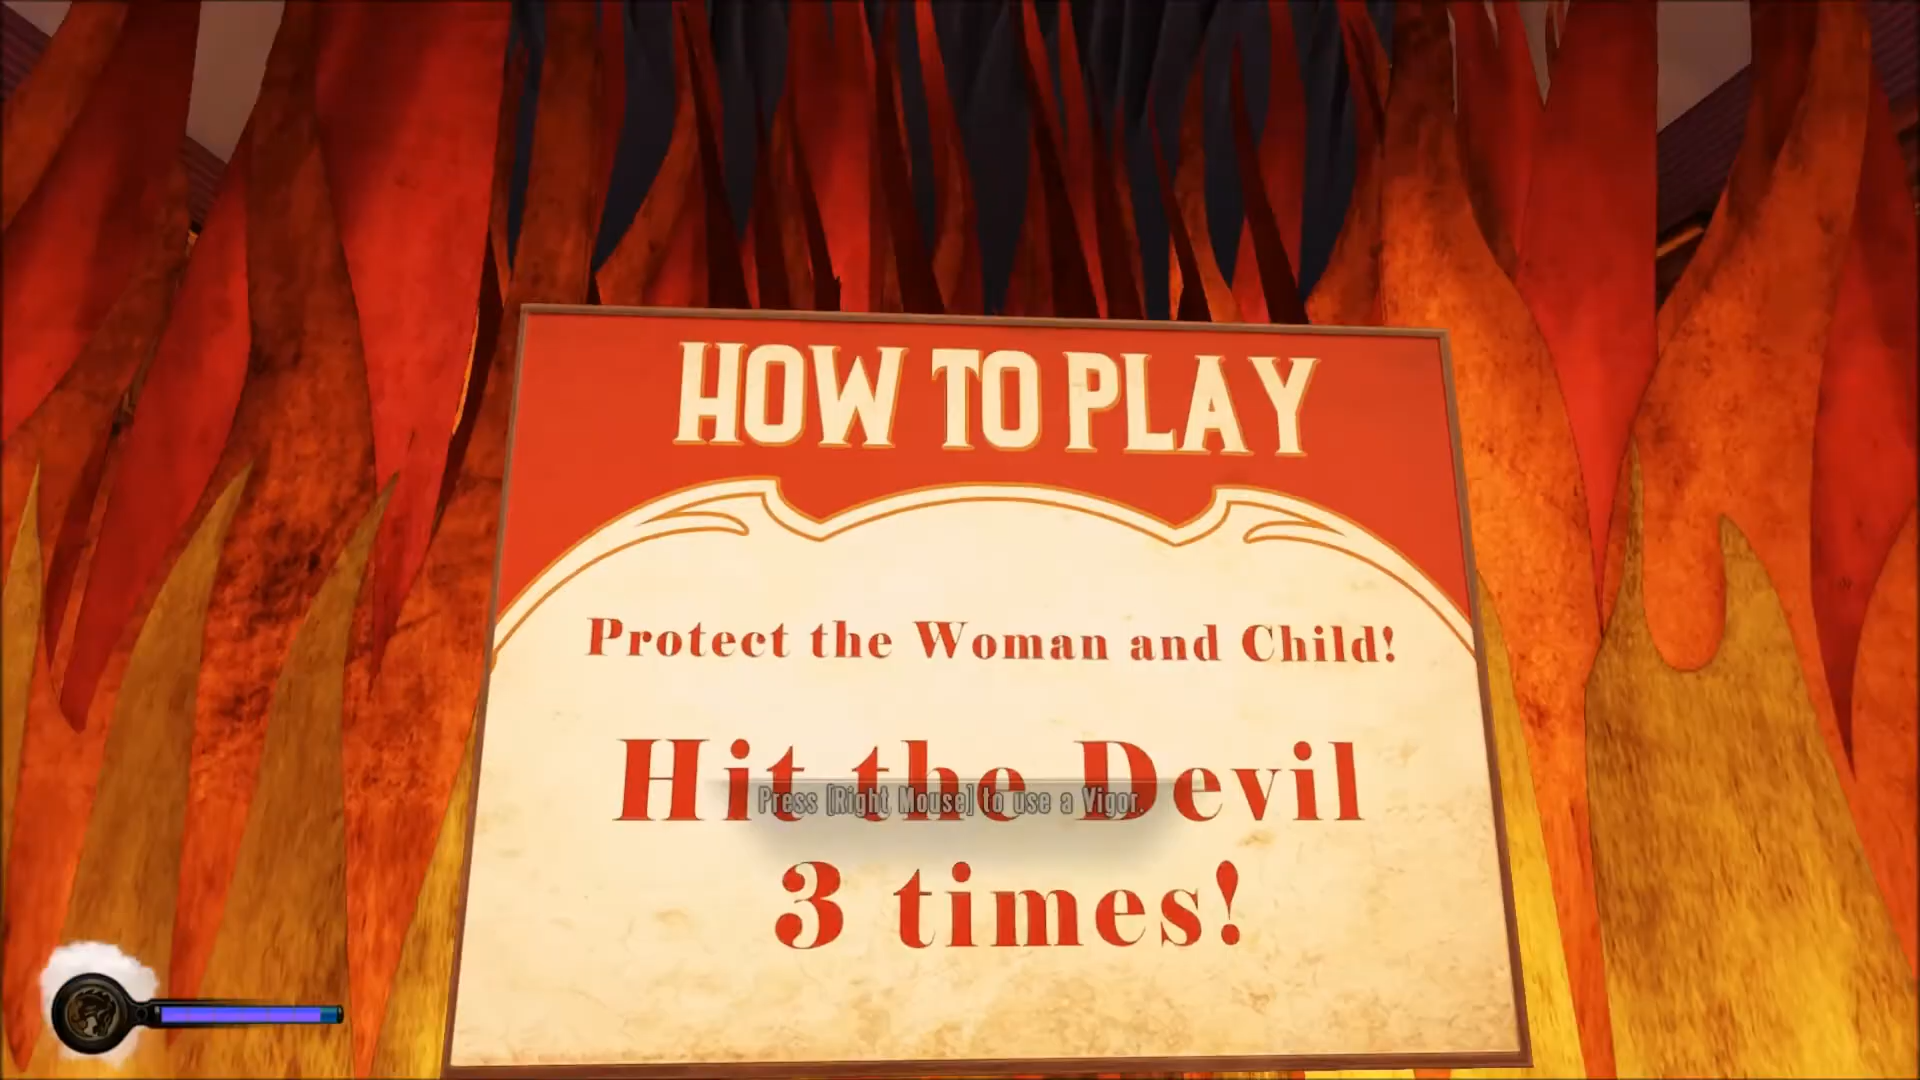 HOW TO PLAY
Protect the Woman and Child!
Hit the Devil
Press [Right Mouse] to use a Vigor.
3 times!